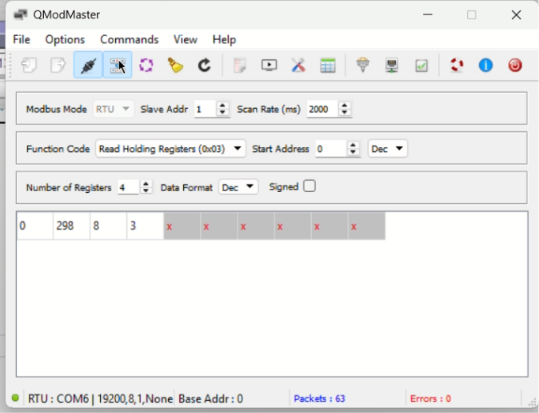 QModMaster
File Options Commands View Help
Modbus Mode RTU Slave Addr 1 Scan Rate (ms) 2000
Function Code Read Holding Registers (0x03) Start Address 0 Dec
Number of Registers 4 Data Format Dec Signed
0 298 8 3 x x x x x x
RTU : COM6 | 19200,8,1,None Base Addr : 0 Packets : 63 Errors : 0